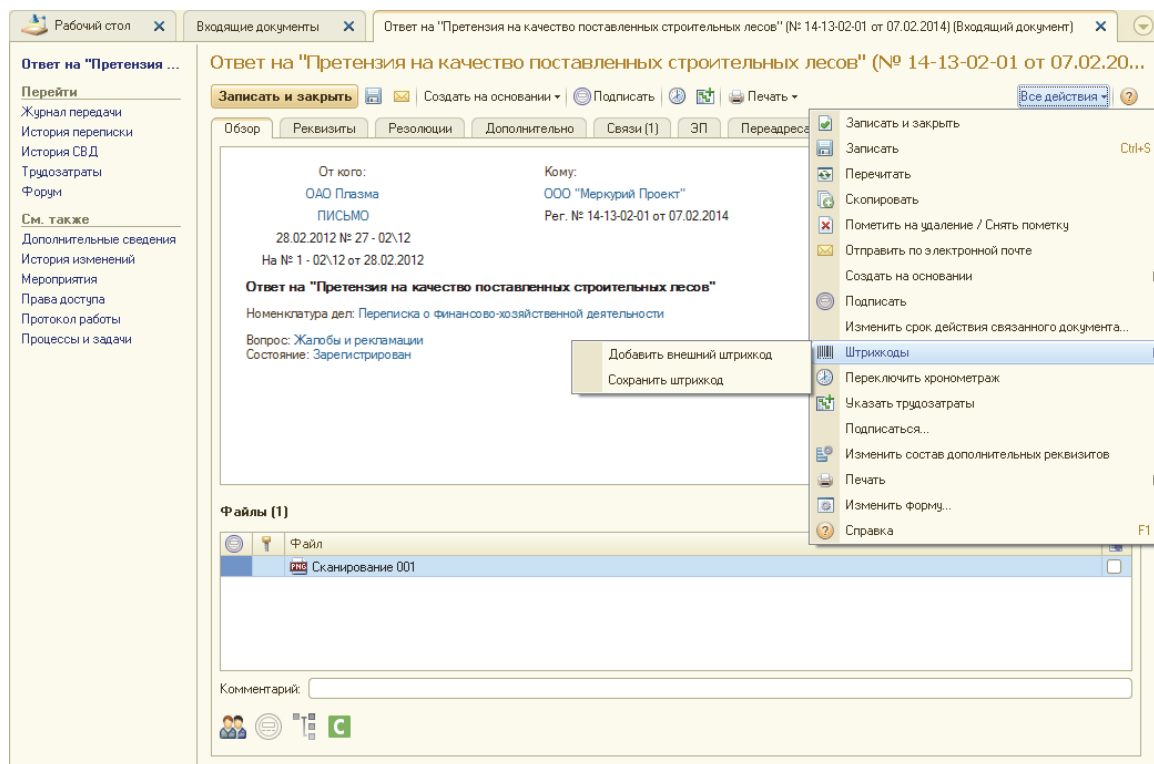 Рабочий стол
Входящие документы
Ответ на "Претензия на качество поставленных строительных лесов" (№ 14-13-02-01 от 07.02.2014) (Входящий документ)
Ответ на "Претензия ...
Перейти
Журнал передачи
История переписки
История СВД
Трудозатраты
Форум
См. также
Дополнительные сведения
История изменений
Мероприятия
Права доступа
Протокол работы
Процессы и задачи
Ответ на "Претензия на качество поставленных строительных лесов" (№ 14-13-02-01 от 07.02.20...
Записать и закрыть
Создать на основании
Подписать
Печать
Все действия
Обзор
Реквизиты
Резолюции
Дополнительно
Связи (1)
ЭП
Переадреса
От кого:
Кому:
ОАО Плазма
ООО "Меркурий Проект"
ПИСЬМО
Рег. № 14-13-02-01 от 07.02.2014
28.02.2012 № 27 - 02\12
На № 1 - 02\12 от 28.02.2012
Ответ на "Претензия на качество поставленных строительных лесов"
Номенклатура дел: Переписка о финансово-хозяйственной деятельности
Вопрос: Жалобы и рекламации
Состояние: Зарегистрирован
Добавить внешний штрихкод
Сохранить штрихкод
Записать и закрыть
Записать Ctrl+S
Перечитать
Скопировать
Пометить на удаление / Снять пометку
Отправить по электронной почте
Создать на основании
Подписать
Изменить срок действия связанного документа...
Штрихкоды
Переключить хронометраж
Указать трудозатраты
Подписаться...
Изменить состав дополнительных реквизитов
Печать
Изменить форму...
Справка F1
Файлы (1)
Файл
PNG Сканирование 001
Комментарий:
С